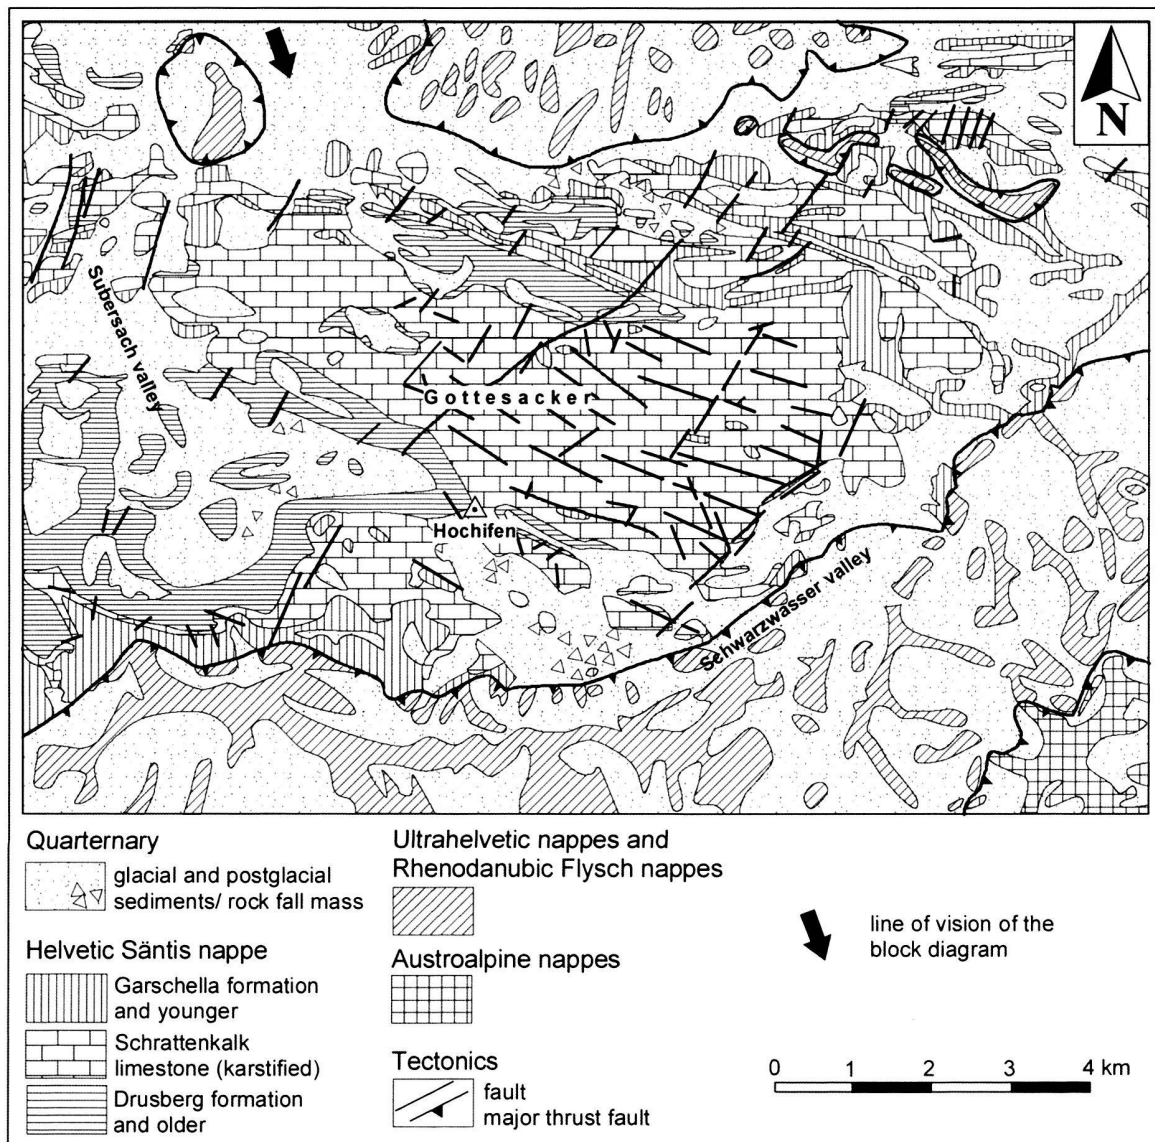 N
Subersach valley
Gottesacker
Hochifen
Schwarzwasser valley
Quarternary
glacial and postglacial
sediments/ rock fall mass
Helvetic Säntis nappe
Garschella formation
and younger
Schrattenkalk
limestone (karstified)
Drusberg formation
and older
Ultrahelvetic nappes and
Rhenodanubic Flysch nappes
Austroalpine nappes
Tectonics
fault
major thrust fault
line of vision of the
block diagram
0 1 2 3 4 km